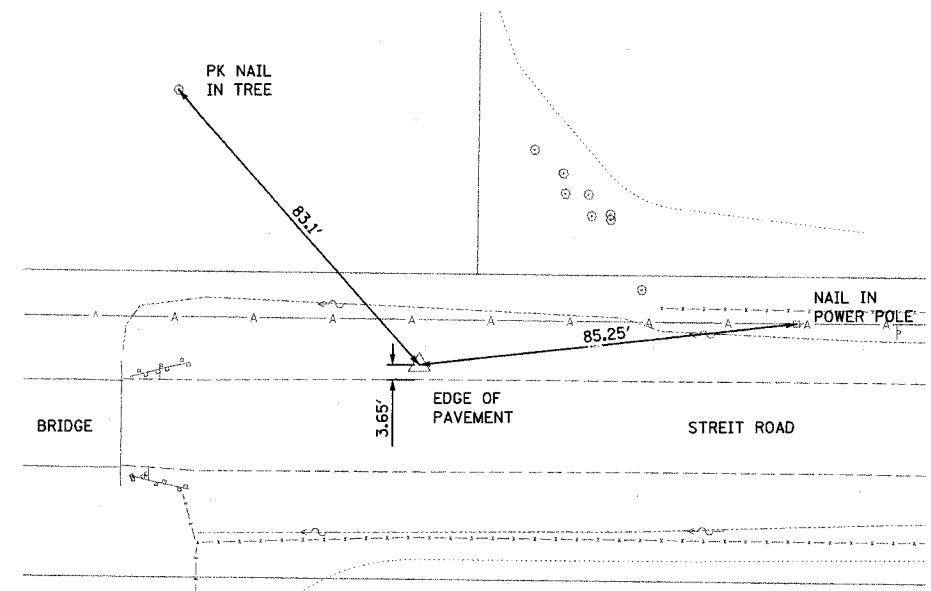 PK NAIL
IN TREE
83.1'
NAIL IN
POWER POLE
A A A A A A A A A A
85.25'
3.65'
EDGE OF
PAVEMENT
BRIDGE
STREIT ROAD